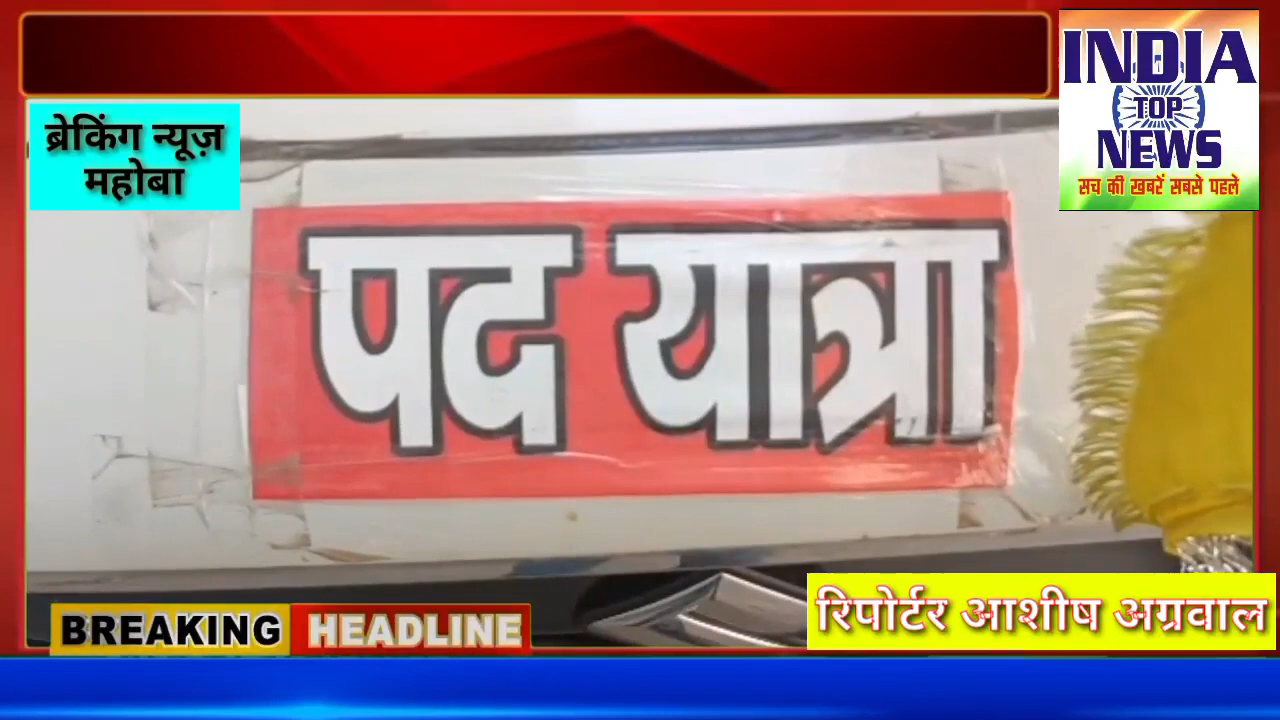 INDIA
TOP
NEWS
सच की खबरें सबसे पहले
ब्रेकिंग न्यूज़
महोबा
पद यात्रा
रिपोर्टर आशीष अग्रवाल
BREAKING HEADLINE